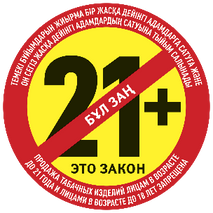 ТЕМЕКІ БҰЙЫМДАРЫН ЖИЫРМА БІР ЖАСҚА ДЕЙІНГІ АДАМДАРҒА САТУҒА ЖӘНЕ
ОН СЕГІЗ ЖАСҚА ДЕЙІНГІ АДАМДАРДЫҢ САТУЫНА ТЫЙЫМ САЛЫНАДЫ
21+
БҰЛ ЗАҢ
ЭТО ЗАКОН
ПРОДАЖА ТАБАЧНЫХ ИЗДЕЛИЙ ЛИЦАМ В ВОЗРАСТЕ
ДО 21 ГОДА И ЛИЦАМИ В ВОЗРАСТЕ ДО 18 ЛЕТ ЗАПРЕЩЕНА